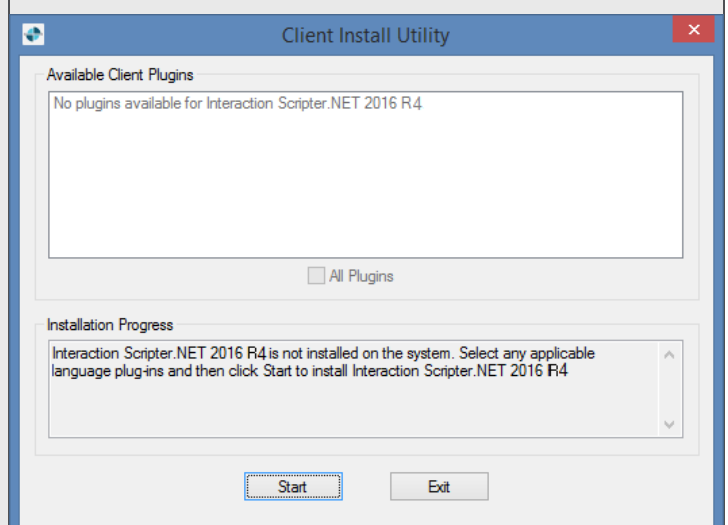 Client Install Utility
Available Client Plugins
No plugins available for Interaction Scripter.NET 2016 R4
All Plugins
Installation Progress
Interaction Scripter.NET 2016 R4 is not installed on the system. Select any applicable
language plug-ins and then click Start to install Interaction Scripter.NET 2016 R4
Start
Exit